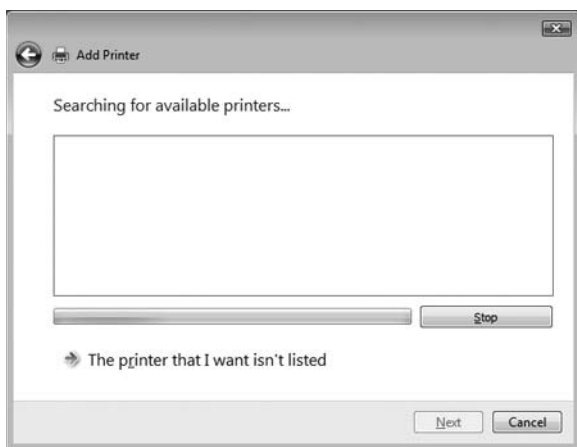 Add Printer
Searching for available printers...
Stop
The printer that I want isn't listed
Next Cancel